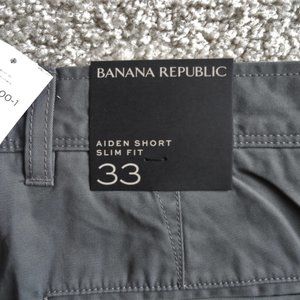 BANANA REPUBLIC
AIDEN SHORT
SLIM FIT
33